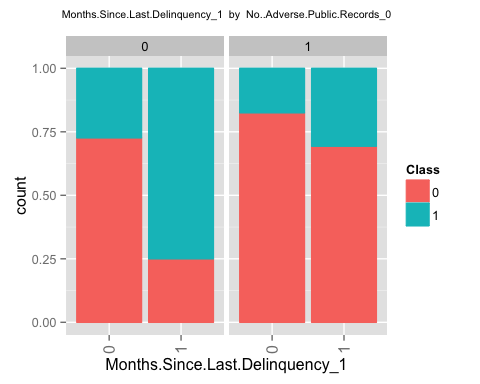 Months.Since.Last.Delinquency_1 by No..Adverse.Public.Records_0
0 1
1.00
0.75
0.50
0.25
0.00
count
0 1 0 1
Months.Since.Last.Delinquency_1
Class
0
1